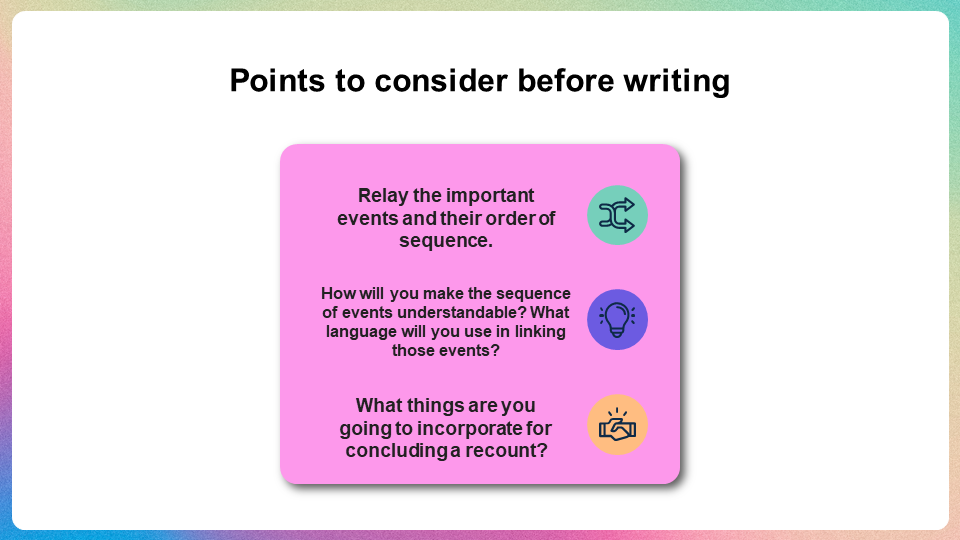 Points to consider before writing
Relay the important
events and their order of
sequence.
How will you make the sequence
of events understandable? What
language will you use in linking
those events?
What things are you
going to incorporate for
concluding a recount?